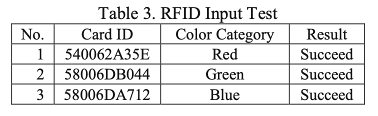 Table 3. RFID Input Test
No. Card ID Color Category Result
1 540062A35E Red Succeed
2 58006DB044 Green Succeed
3 58006DA712 Blue Succeed